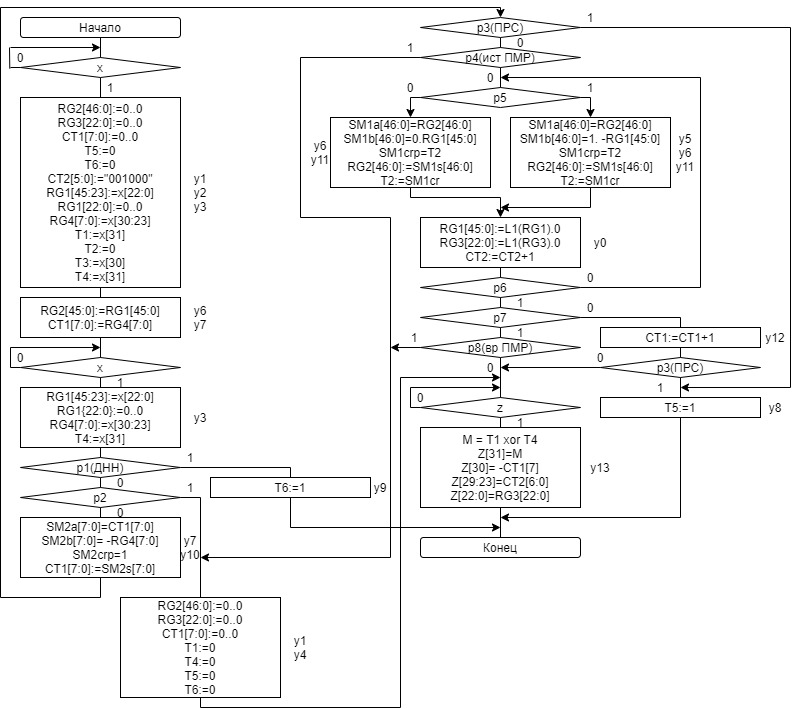 Начало
0
x
1
RG2[46:0]:=0..0
RG3[22:0]:=0..0
CT1[7:0]:=0..0
T5:=0
T6:=0
CT2[5:0]:="001000"
RG1[45:23]:=x[22:0]
RG1[22:0]:=0..0
RG4[7:0]:=x[30:23]
T1:=x[31]
T2:=0
T3:=x[30]
T4:=x[31]
y1
y2
y3
RG2[45:0]:=RG1[45:0]
CT1[7:0]:=RG4[7:0]
y6
y7
0
x
1
RG1[45:23]:=x[22:0]
RG1{22:0}:=0..0
RG4[7:0]:=x[30:23]
T4:=x[31]
y3
p1(ДНН)
1
0
T6:=1
y9
p2
1
0
SM2a[7:0]=CT1[7:0]
SM2b[7:0]= -RG4[7:0]
SM2crp=1
CT1[7:0]:=SM2s[7:0]
y7
y10
RG2[46:0]:=0..0
RG3[22:0]:=0..0
CT1[7:0]:=0..0
T1:=0
T4:=0
T5:=0
T6:=0
y1
y4
p3(ПРС)
1
0
p4(ист ПМР)
1
0
p5
0
1
SM1a[46:0]=RG2[46:0]
SM1b[46:0]=0.RG1[45:0]
SM1crp=T2
RG2[46:0]:=SM1s[46:0]
T2:=SM1cr
y6
y11
SM1a[46:0]=RG2[46:0]
SM1b[46:0]=1. -RG1[45:0]
SM1crp=T2
RG2[46:0]:=SM1s[46:0]
T2:=SM1cr
y5
y6
y11
RG1[45:0]:=L1(RG1).0
RG3[22:0]:=L1(RG3).0
CT2:=CT2+1
y0
p6
0
1
p7
0
1
CT1:=CT1+1
y12
p8(вр ПМР)
1
0
p3(ПРС)
0
1
T5:=1
y8
0
z
1
M = T1 xor T4
Z[31]=M
Z[30]= -CT1[7]
Z[29:23]=CT2[6:0]
Z[22:0]=RG3[22:0]
y13
Конец